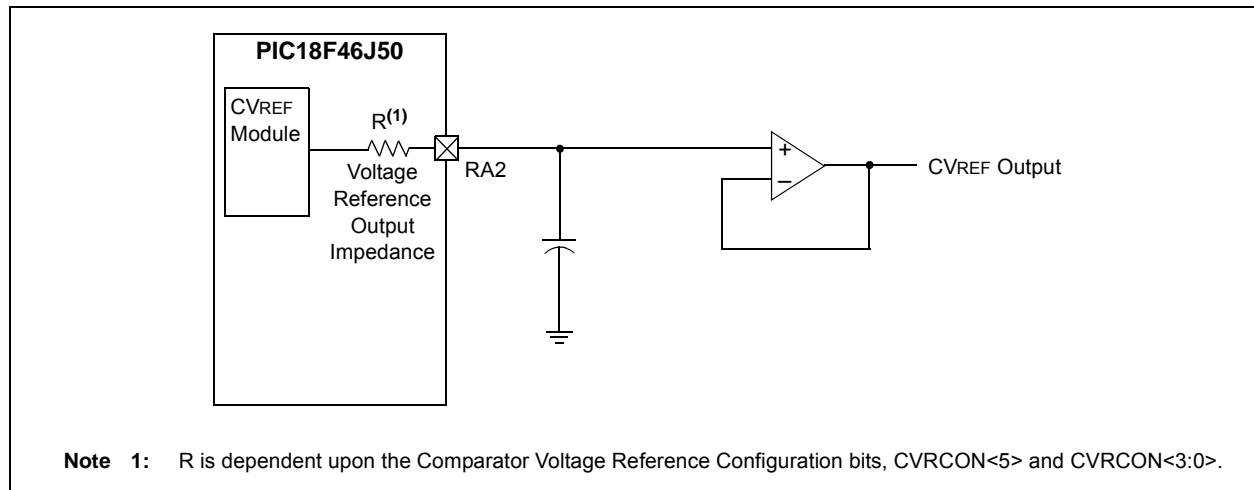 PIC18F46J50
CVREF
Module
R(1)
Voltage
Reference
Output
Impedance
RA2
+
–
CVREF Output
Note 1: R is dependent upon the Comparator Voltage Reference Configuration bits, CVRCON<5> and CVRCON<3:0>.